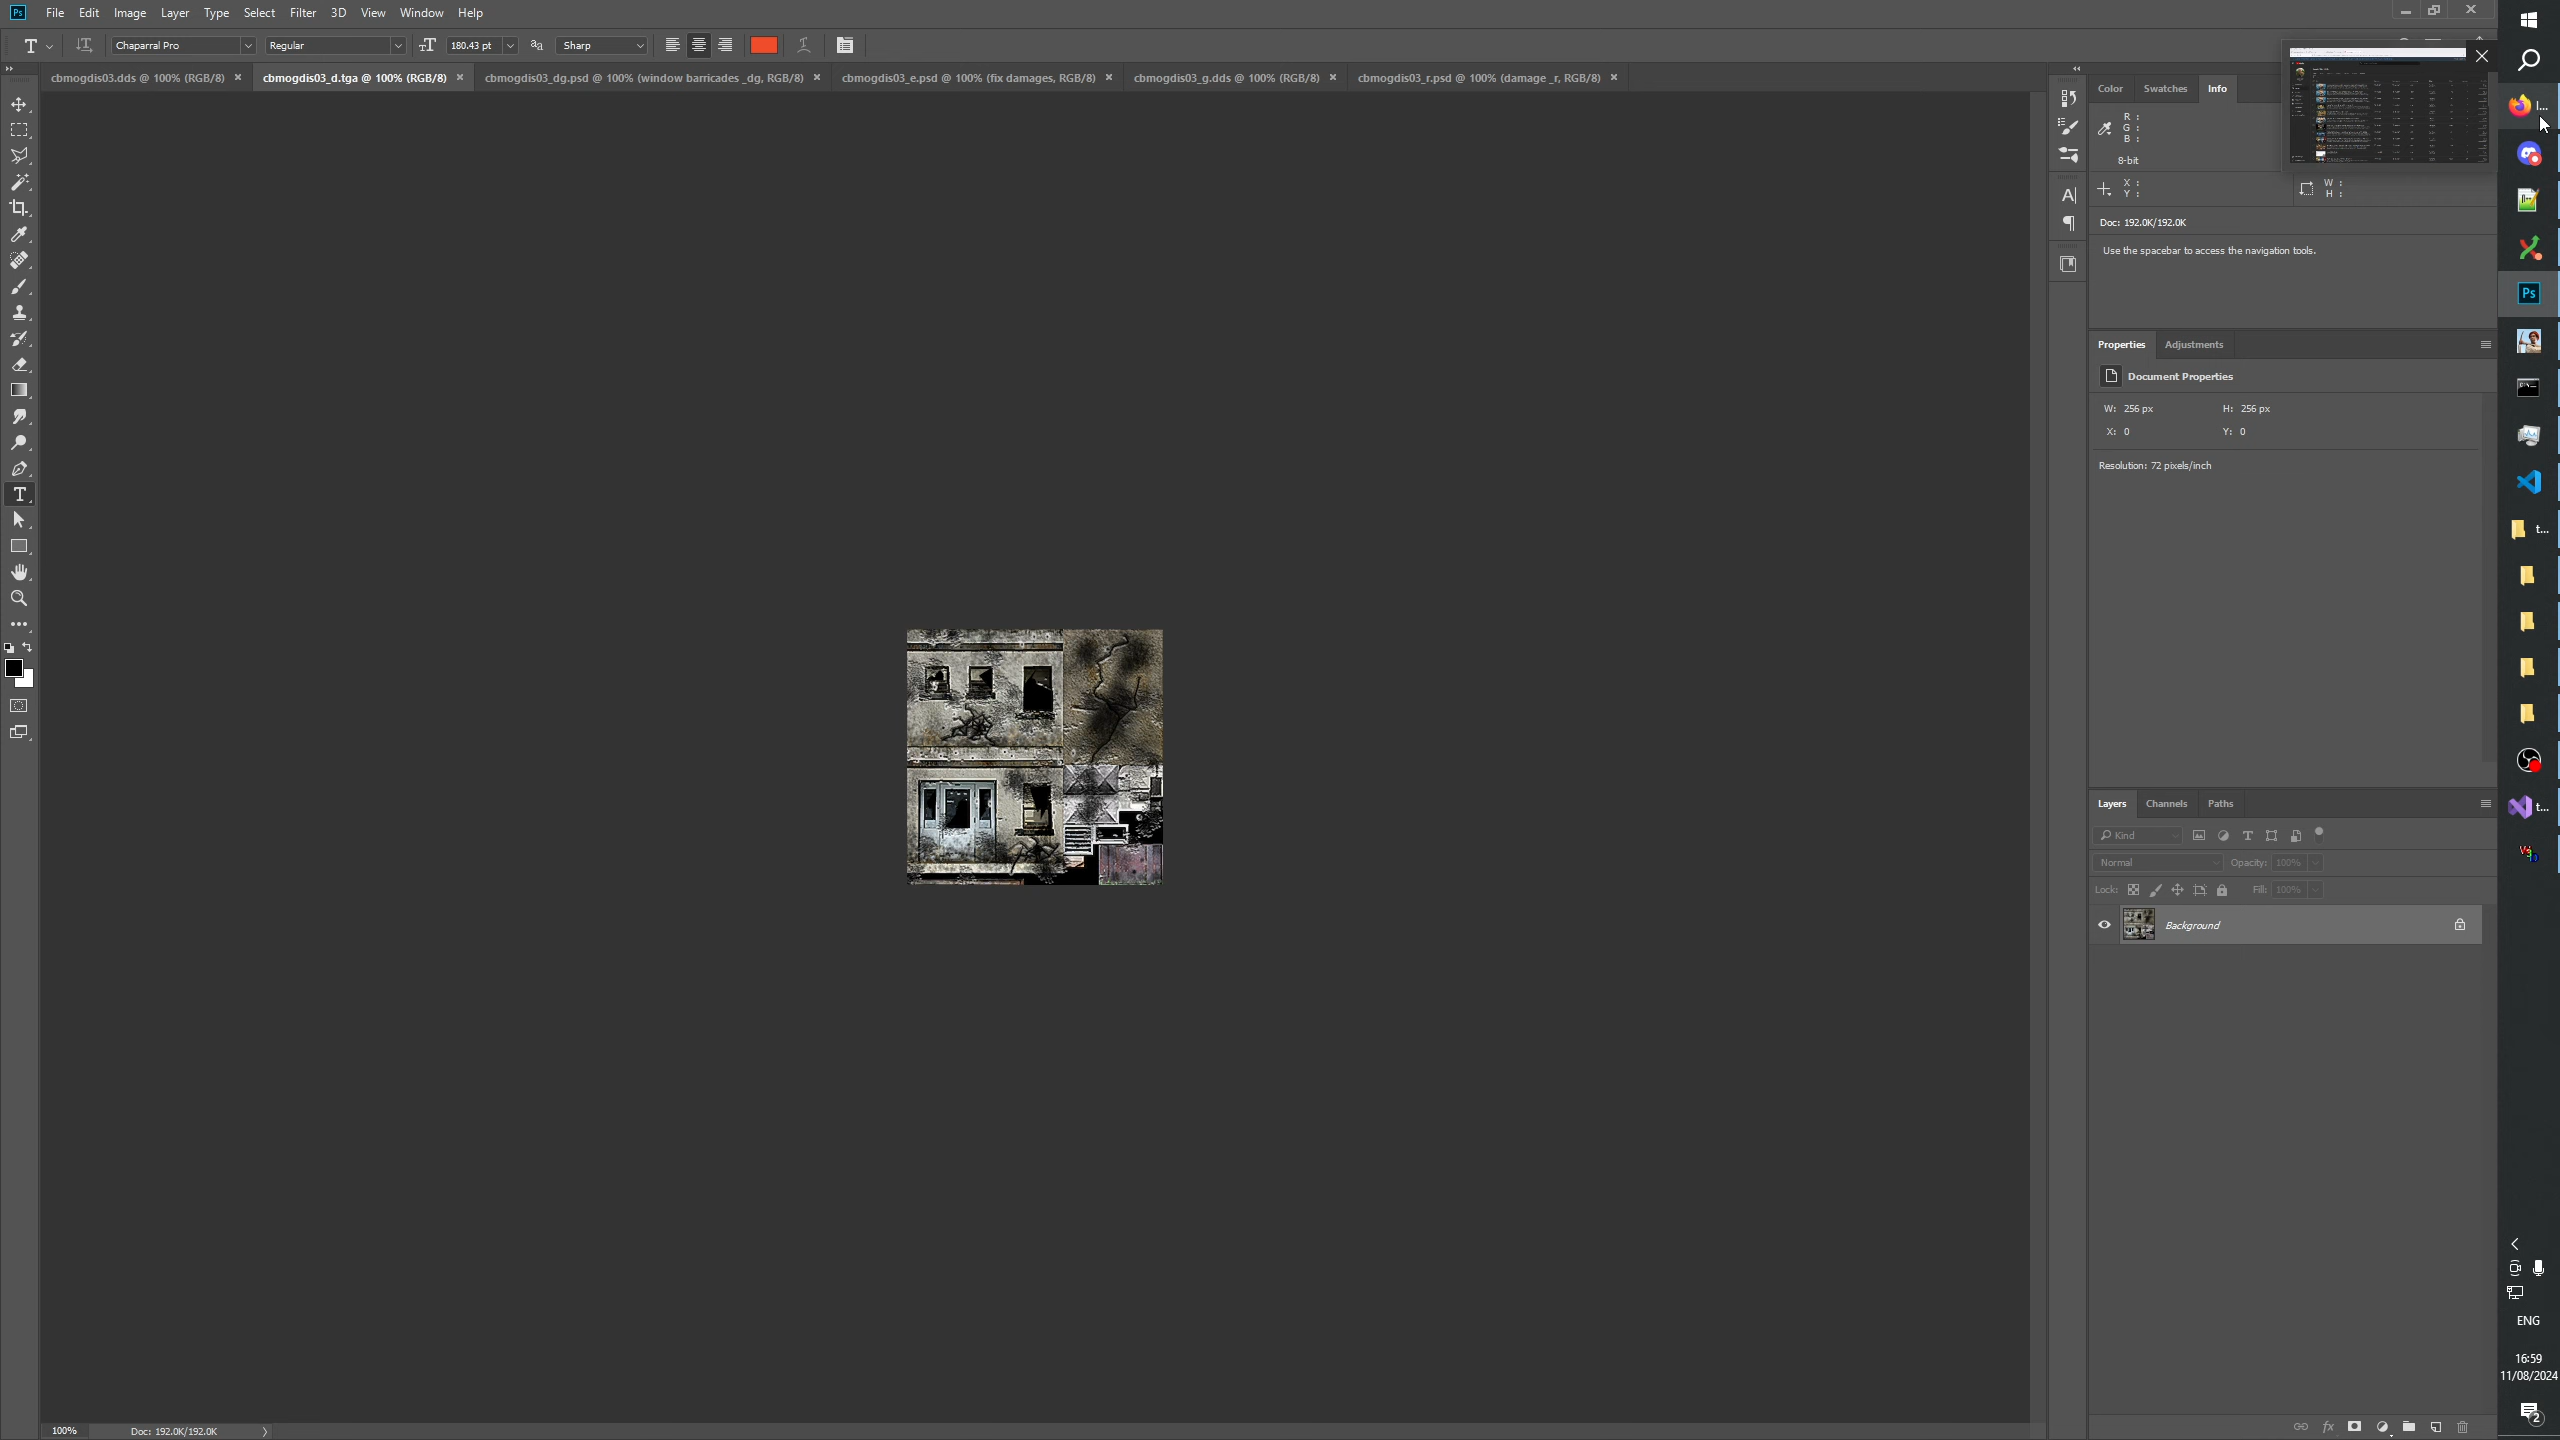 Ps File Edit Image Layer Type Select Filter 3D View Window Help
T Chaparral Pro Regular 180.43 pt Sharp
cbmogdis03.dds @ 100% (RGB/8) cbmogdis03_d.tga @ 100% (RGB/8) cbmogdis03_dg.psd @ 100% (window barricades _dg, RGB/8) cbmogdis03_e.psd @ 100% (fix damages, RGB/8) cbmogdis03_g.dds @ 100% (RGB/8) cbmogdis03_r.psd @ 100% (damage _r, RGB/8)
Color Swatches Info
R :
G :
B :
8-bit
X : W :
Y : H :
Doc: 192.0K/192.0K
Use the spacebar to access the navigation tools.
Properties Adjustments
Document Properties
W: 256 px H: 256 px
X: 0 Y: 0
Resolution: 72 pixels/inch
Layers Channels Paths
Kind
Normal Opacity: 100%
Lock: Fill: 100%
Background
100% Doc: 192.0K/192.0K
l...
Ps
t...
t...
ENG
16:59
11/08/2024
2